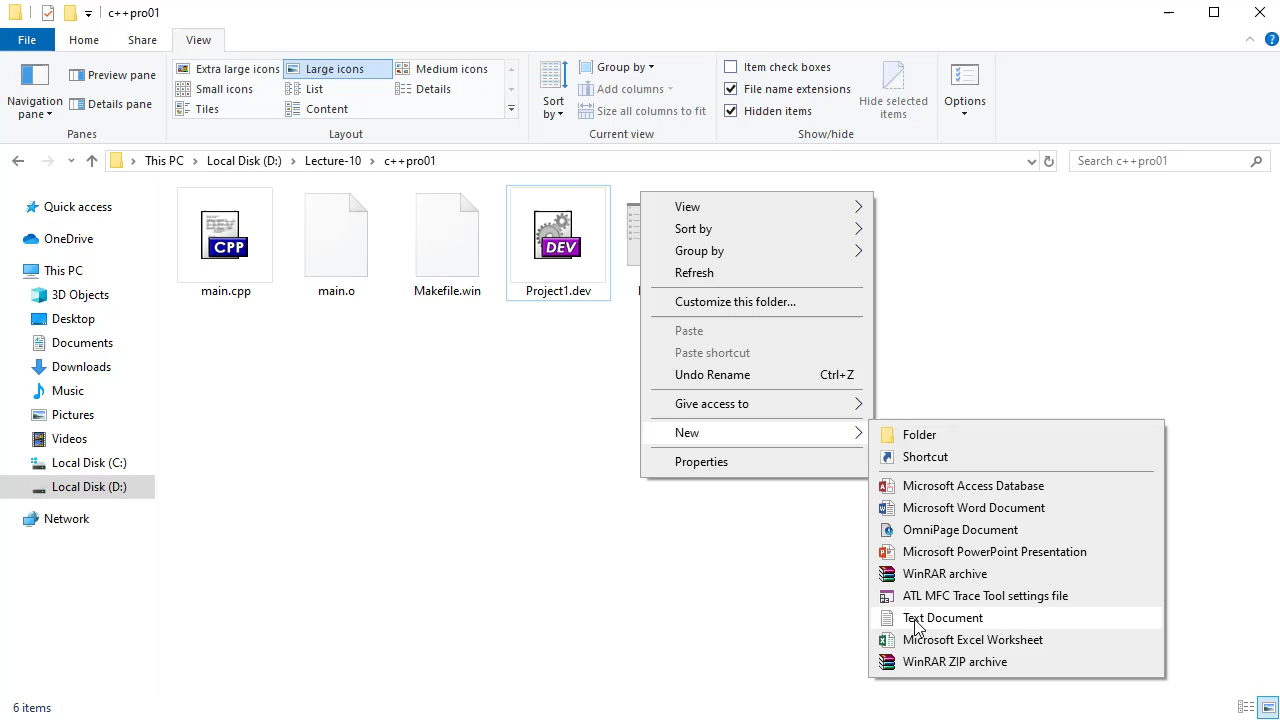 c++pro01
File
Home
Share
View
Navigation pane
Preview pane
Details pane
Panes
Extra large icons
Large icons
Medium icons
Small icons
List
Details
Tiles
Content
Layout
Sort by
Group by
Add columns
Size all columns to fit
Current view
Item check boxes
File name extensions
Hidden items
Hide selected items
Show/hide
Options
This PC
Local Disk (D:)
Lecture-10
c++pro01
Search c++pro01
Quick access
OneDrive
This PC
3D Objects
Desktop
Documents
Downloads
Music
Pictures
Videos
Local Disk (C:)
Local Disk (D:)
Network
DEV
CPP
main.cpp
main.o
Makefile.win
DEV
Project1.dev
View
Sort by
Group by
Refresh
Customize this folder...
Paste
Paste shortcut
Undo Rename Ctrl+Z
Give access to
New
Properties
Folder
Shortcut
Microsoft Access Database
Microsoft Word Document
OmniPage Document
Microsoft PowerPoint Presentation
WinRAR archive
ATL MFC Trace Tool settings file
Text Document
Microsoft Excel Worksheet
WinRAR ZIP archive
6 items